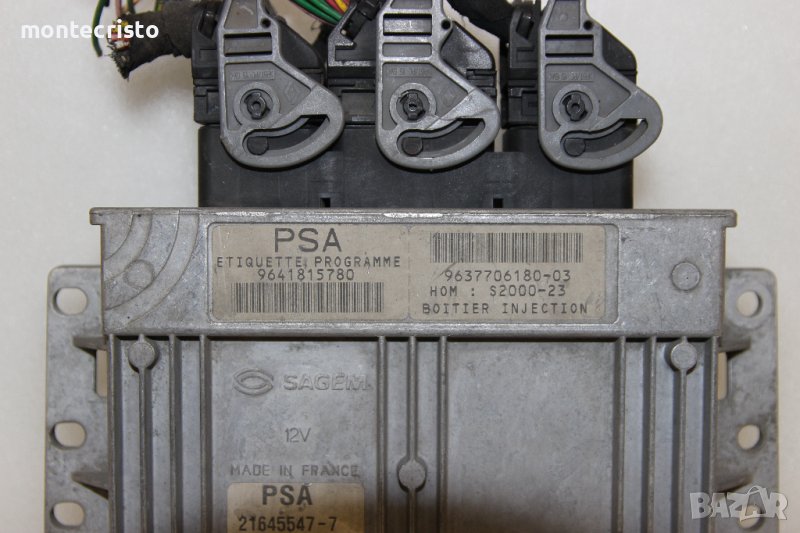 montecristo
PSA
ETIQUETTE PROGRAMME
9641815780
9637706180-03
HOM : S2000-23
BOITIER INJECTION
SAGEM
12V
MADE IN FRANCE
PSA
21645547-7
BAZAR